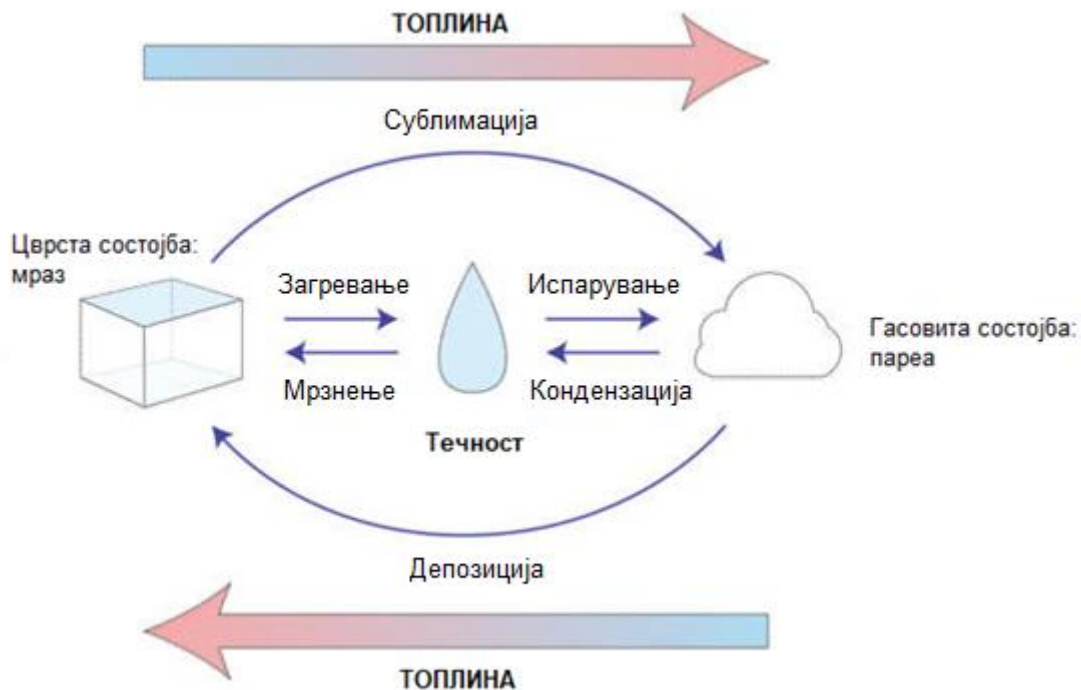 ТОПЛИНА
Сублимација
Цврста состојба:
мраз
Загревање
Испарување
Гасовита состојба:
пареа
Мрзнење
Кондензација
Течност
Депозиција
ТОПЛИНА